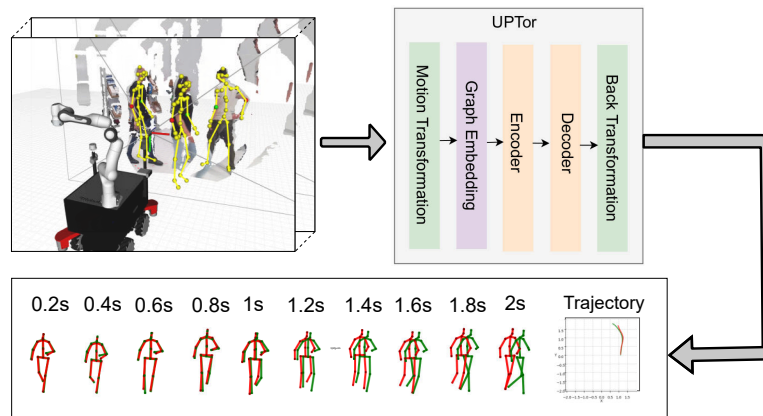 UPTor
Motion Transformation
Graph Embedding
Encoder
Decoder
Back Transformation
0.2s 0.4s 0.6s 0.8s 1s 1.2s 1.4s 1.6s 1.8s 2s Trajectory